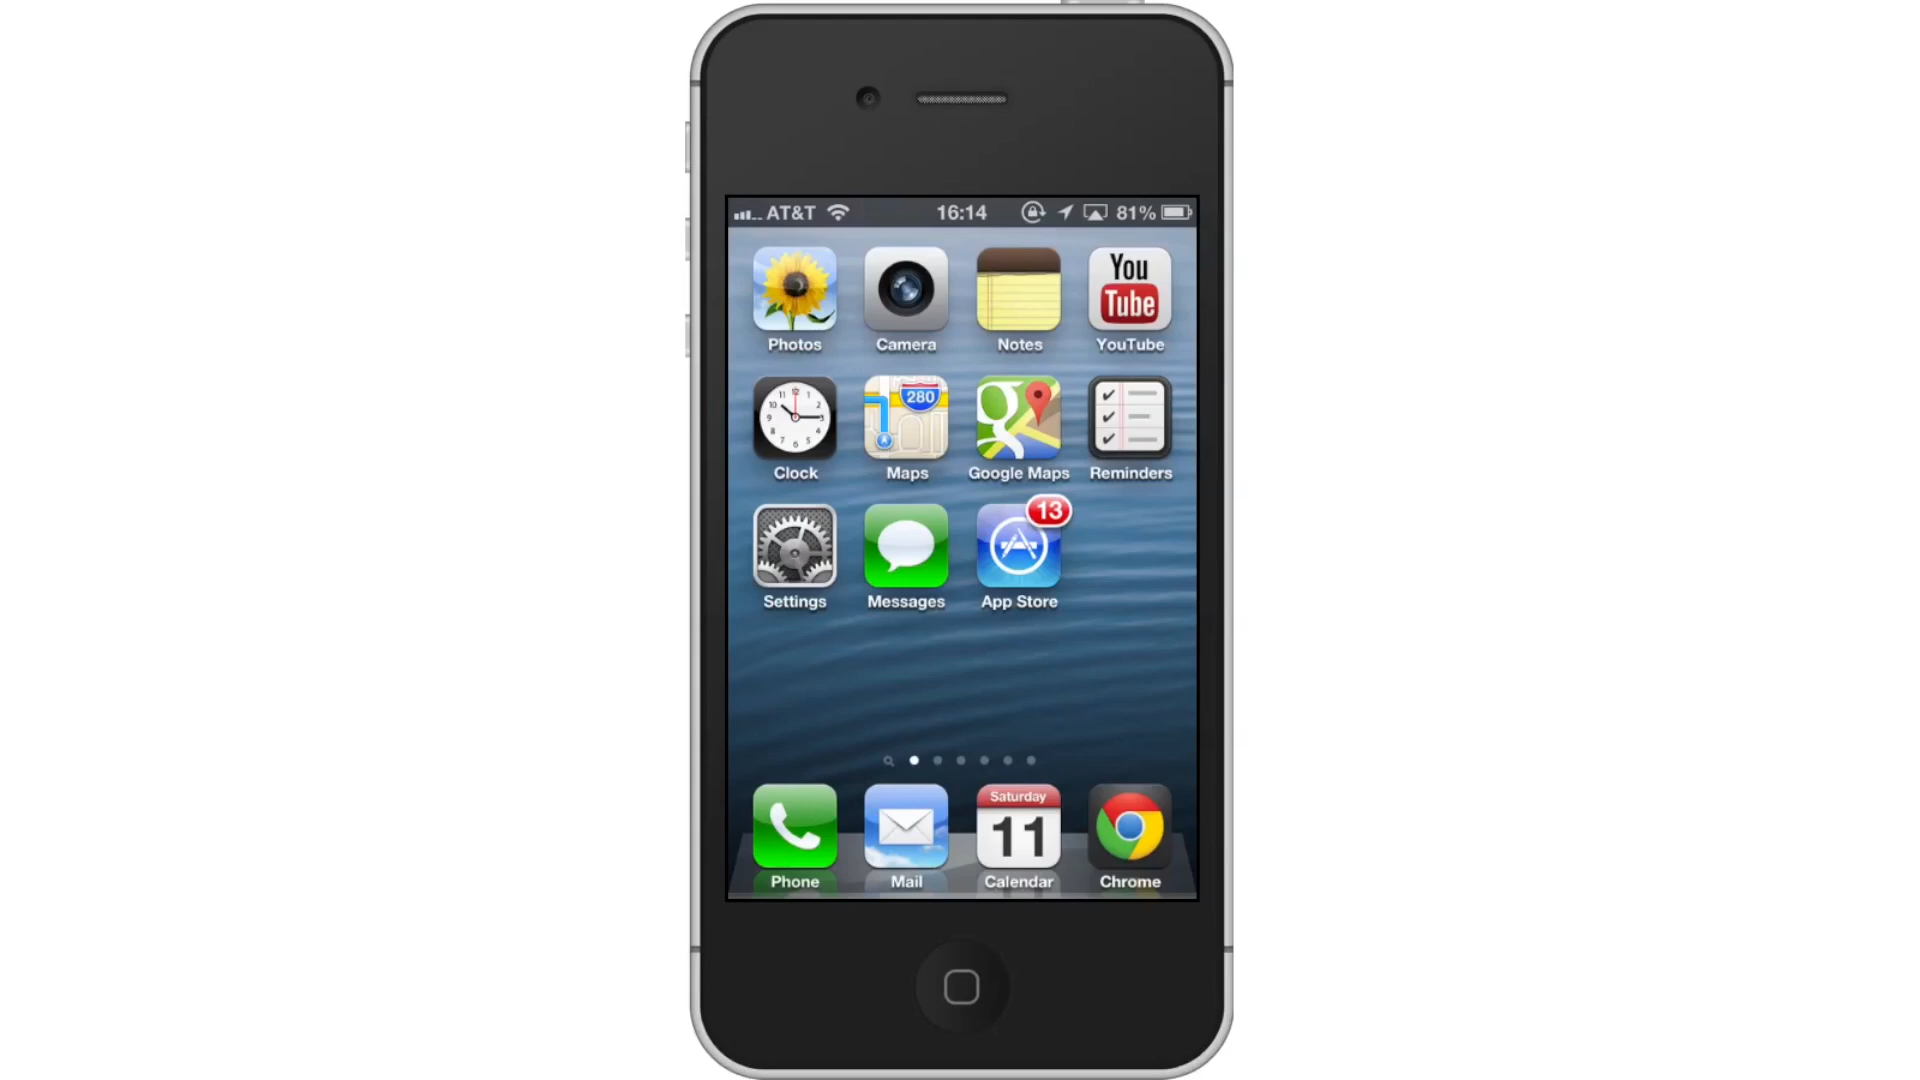 AT&T 16:14 81%
You
Tube
Photos Camera Notes YouTube
280
Clock Maps Google Maps Reminders
13
Settings Messages App Store
Saturday
11
Phone Mail Calendar Chrome